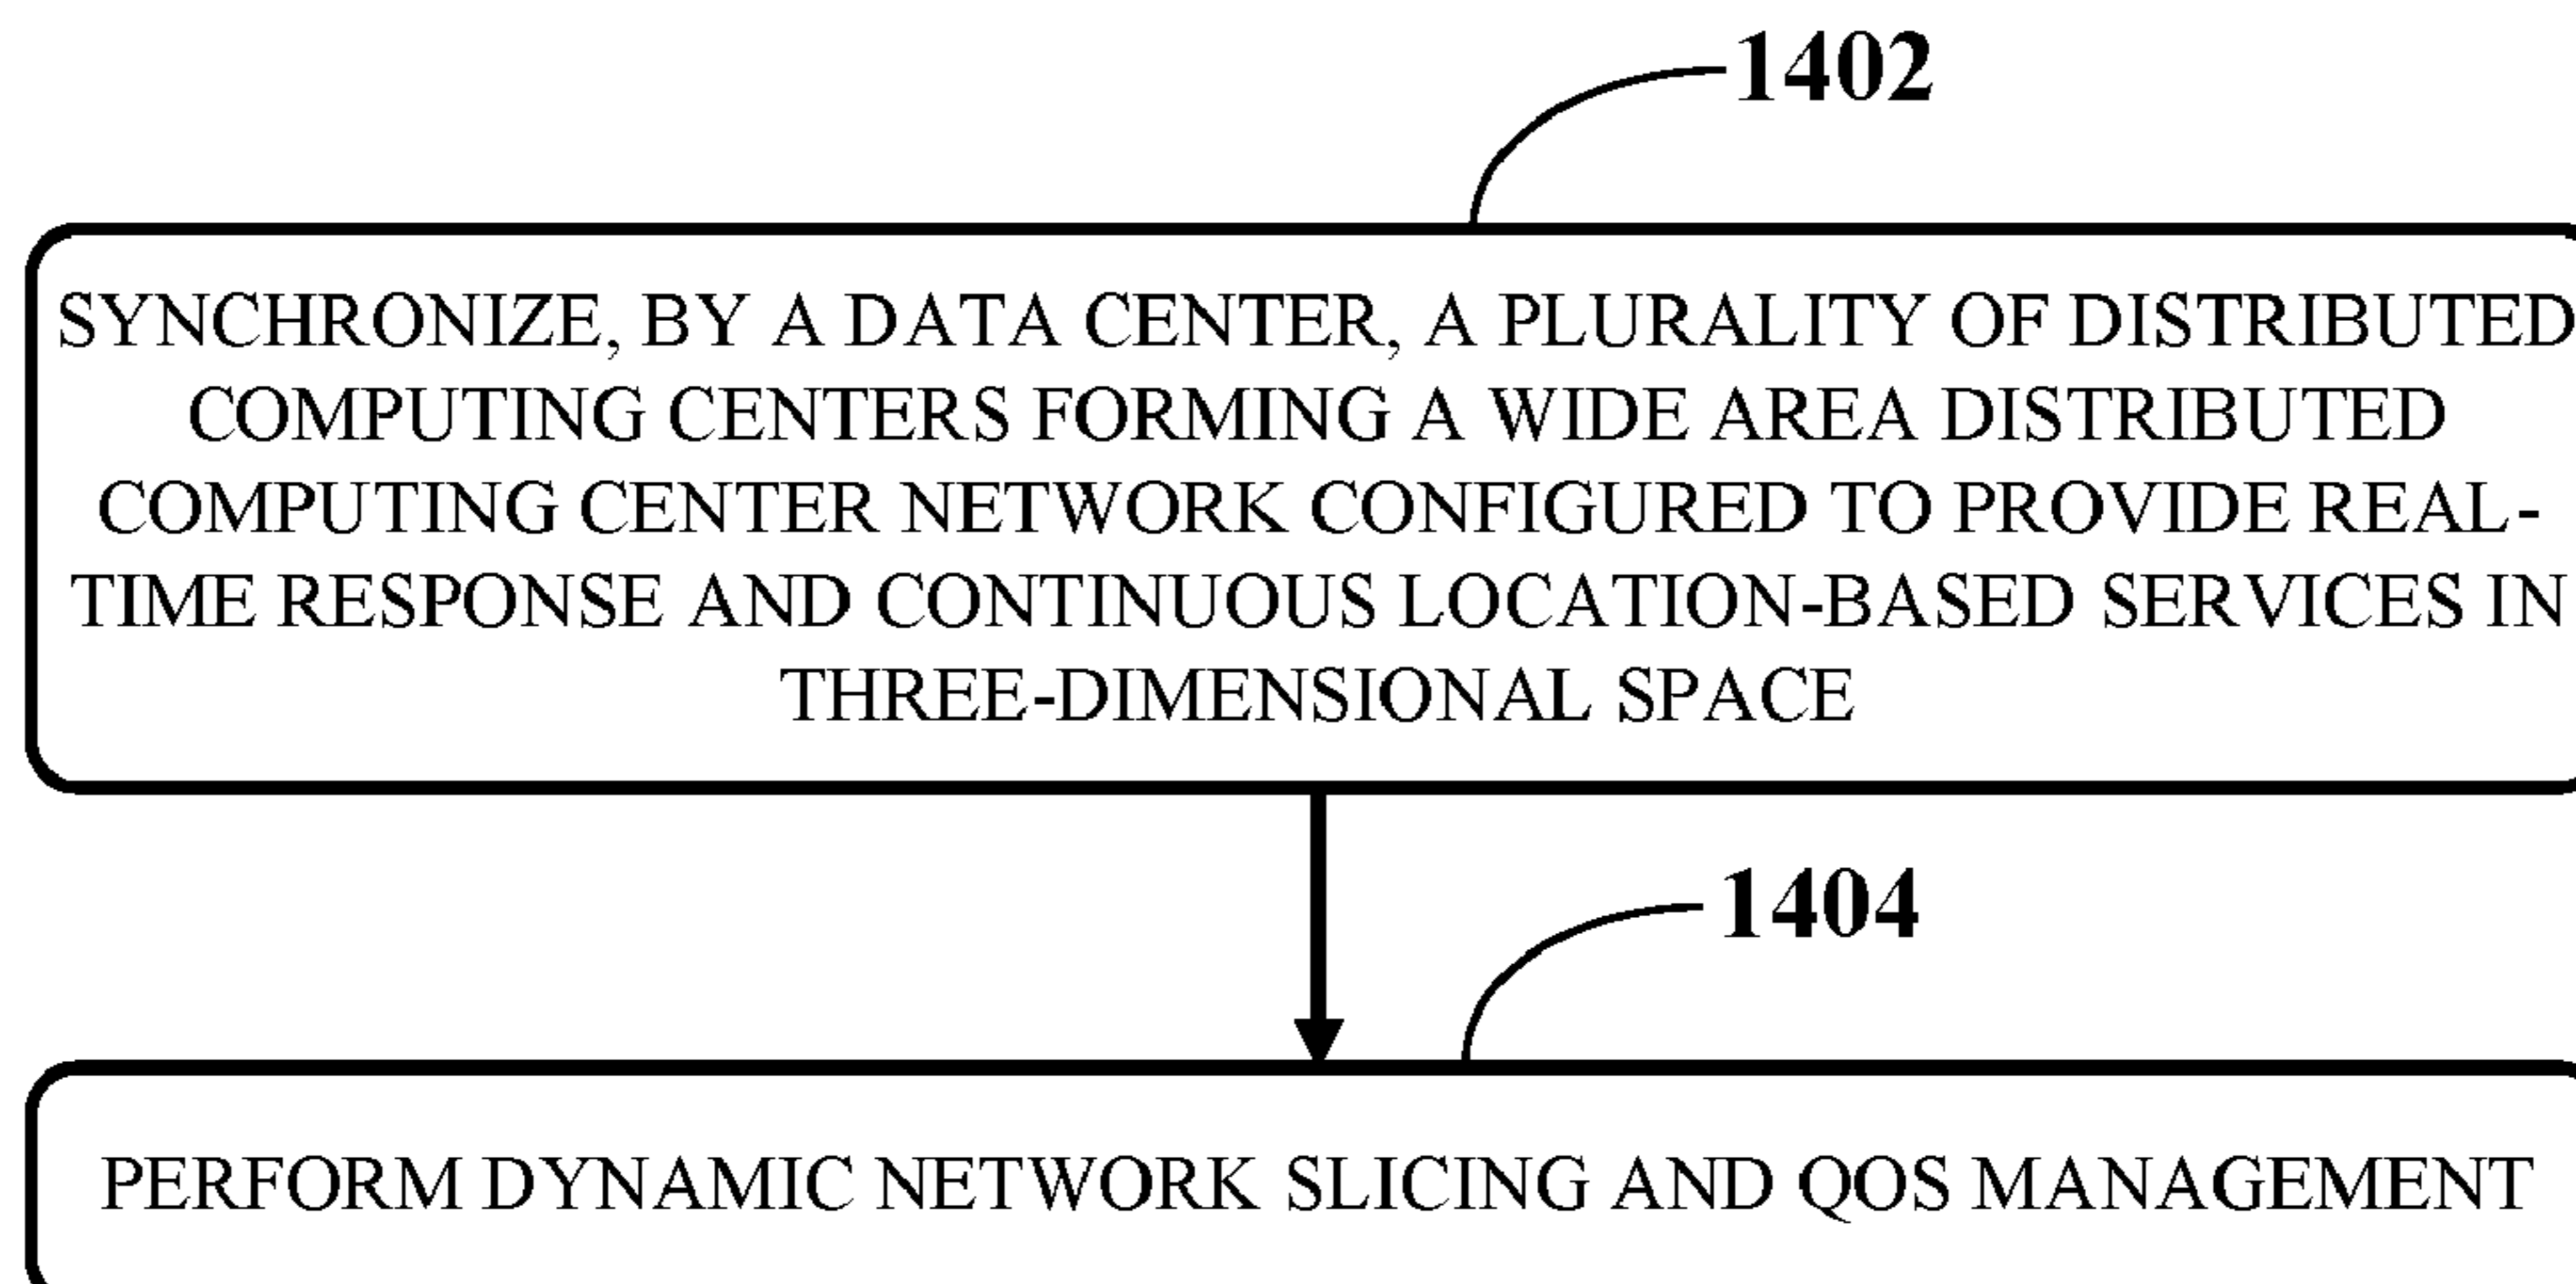 1402
SYNCHRONIZE, BY A DATA CENTER, A PLURALITY OF DISTRIBUTED
COMPUTING CENTERS FORMING A WIDE AREA DISTRIBUTED
COMPUTING CENTER NETWORK CONFIGURED TO PROVIDE REAL-
TIME RESPONSE AND CONTINUOUS LOCATION-BASED SERVICES IN
THREE-DIMENSIONAL SPACE
1404
PERFORM DYNAMIC NETWORK SLICING AND QOS MANAGEMENT